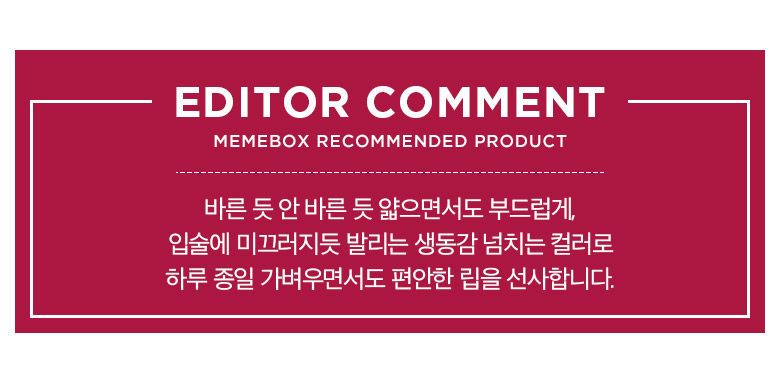 EDITOR COMMENT
MEMEBOX RECOMMENDED PRODUCT
바른 듯 안 바른 듯 얇으면서도 부드럽게,
입술에 미끄러지듯 발리는 생동감 넘치는 컬러로
하루 종일 가벼우면서도 편안한 립을 선사합니다.